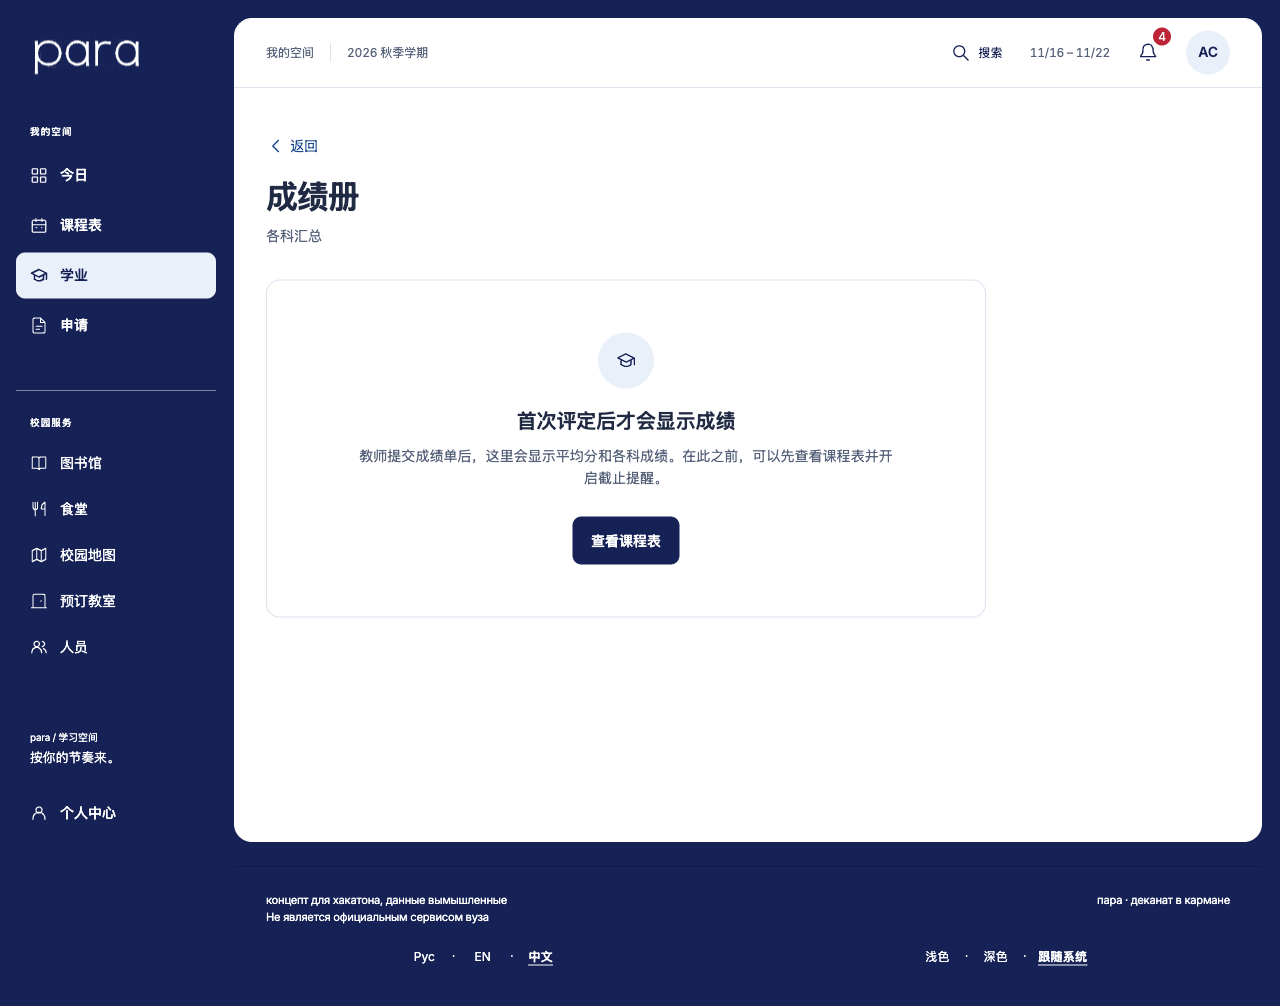 para
我的空间
今日
课程表
学业
申请
校园服务
图书馆
食堂
校园地图
预订教室
人员
para / 学习空间
按你的节奏来。
个人中心
我的空间
2026 秋季学期
搜索
11/16 – 11/22
4
AC
返回
成绩册
各科汇总
首次评定后才会显示成绩
教师提交成绩单后，这里会显示平均分和各科成绩。在此之前，可以先查看课程表并开
启截止提醒。
查看课程表
концепт для хакатона, данные вымышленные
Не является официальным сервисом вуза
пара · деканат в кармане
Рус · EN · 中文
浅色 · 深色 · 跟随系统